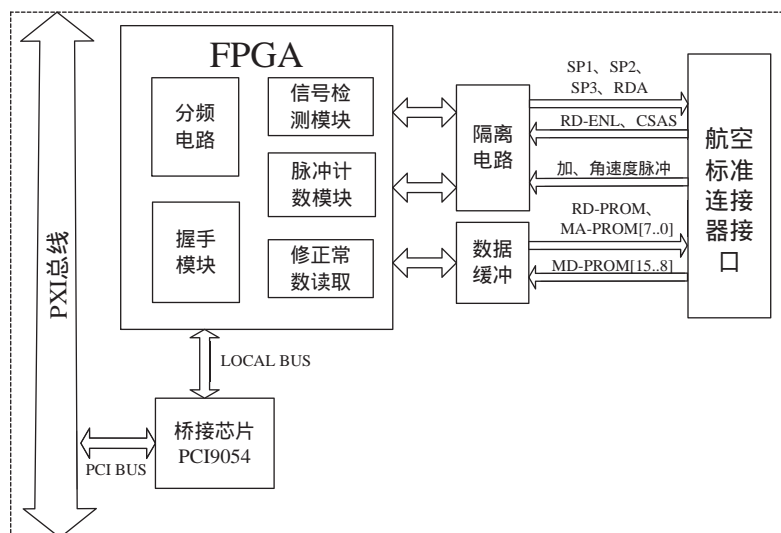 FPGA
分频
电路
信号检
测模块
脉冲计
数模块
握手
模块
修正常
数读取
隔离
电路
数据
缓冲
SP1、SP2、
SP3、RDA
RD-ENL、CSAS
加、角速度脉冲
RD-PROM、
MA-PROM[7..0]
MD-PROM[15..8]
航空
标准
连接
器接
口
PXI总线
LOCAL BUS
桥接芯片
PCI9054
PCI BUS